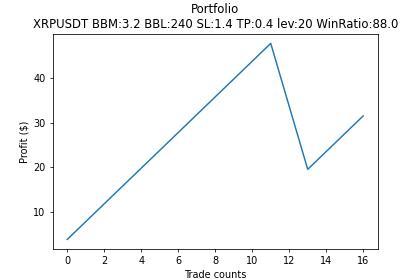 Portfolio
XRPUSDT BBM:3.2 BBL:240 SL:1.4 TP:0.4 lev:20 WinRatio:88.0
Profit ($)
40
30
20
10
0 2 4 6 8 10 12 14 16
Trade counts